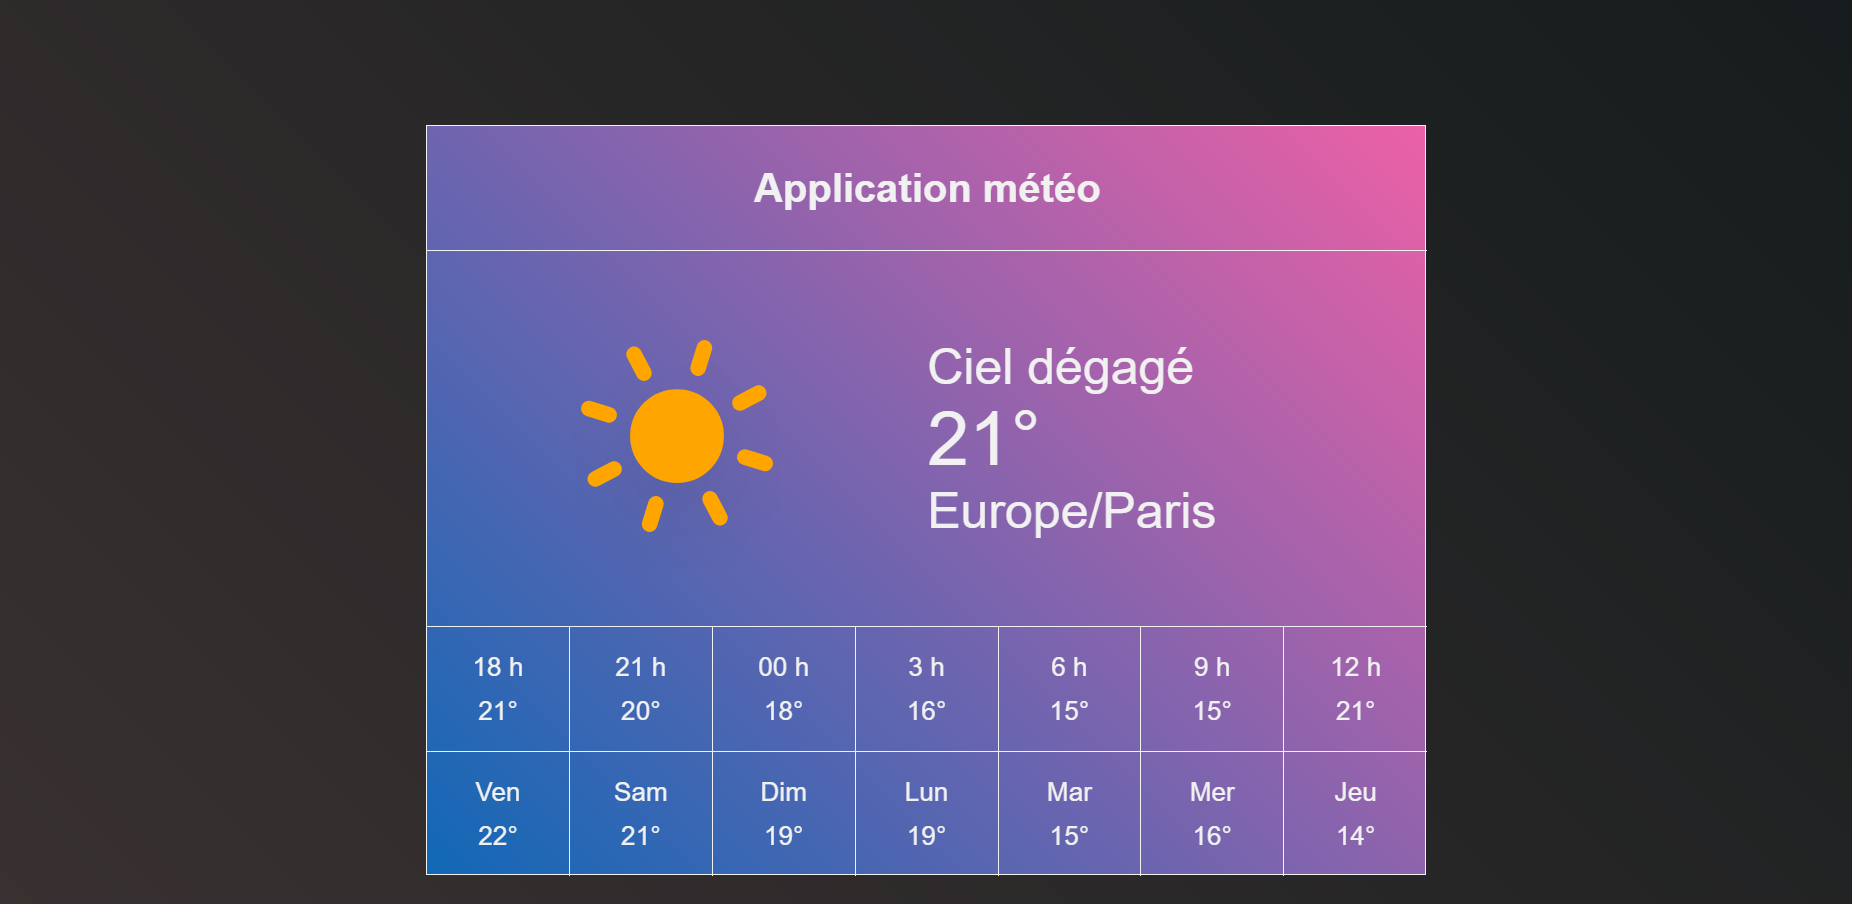 Application météo
Ciel dégagé
21°
Europe/Paris
18 h 21 h 00 h 3 h 6 h 9 h 12 h
21° 20° 18° 16° 15° 15° 21°
Ven Sam Dim Lun Mar Mer Jeu
22° 21° 19° 19° 15° 16° 14°